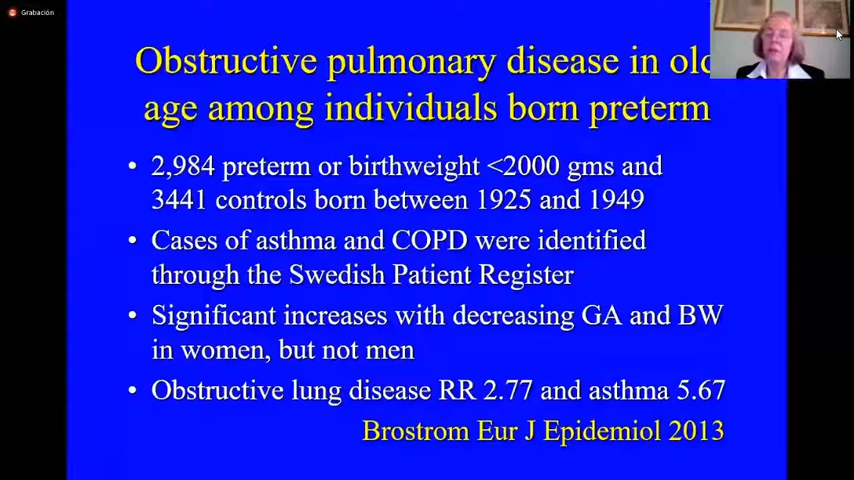 Grabación
Obstructive pulmonary disease in old
age among individuals born preterm
• 2,984 preterm or birthweight <2000 gms and
3441 controls born between 1925 and 1949
• Cases of asthma and COPD were identified
through the Swedish Patient Register
• Significant increases with decreasing GA and BW
in women, but not men
• Obstructive lung disease RR 2.77 and asthma 5.67
Brostrom Eur J Epidemiol 2013